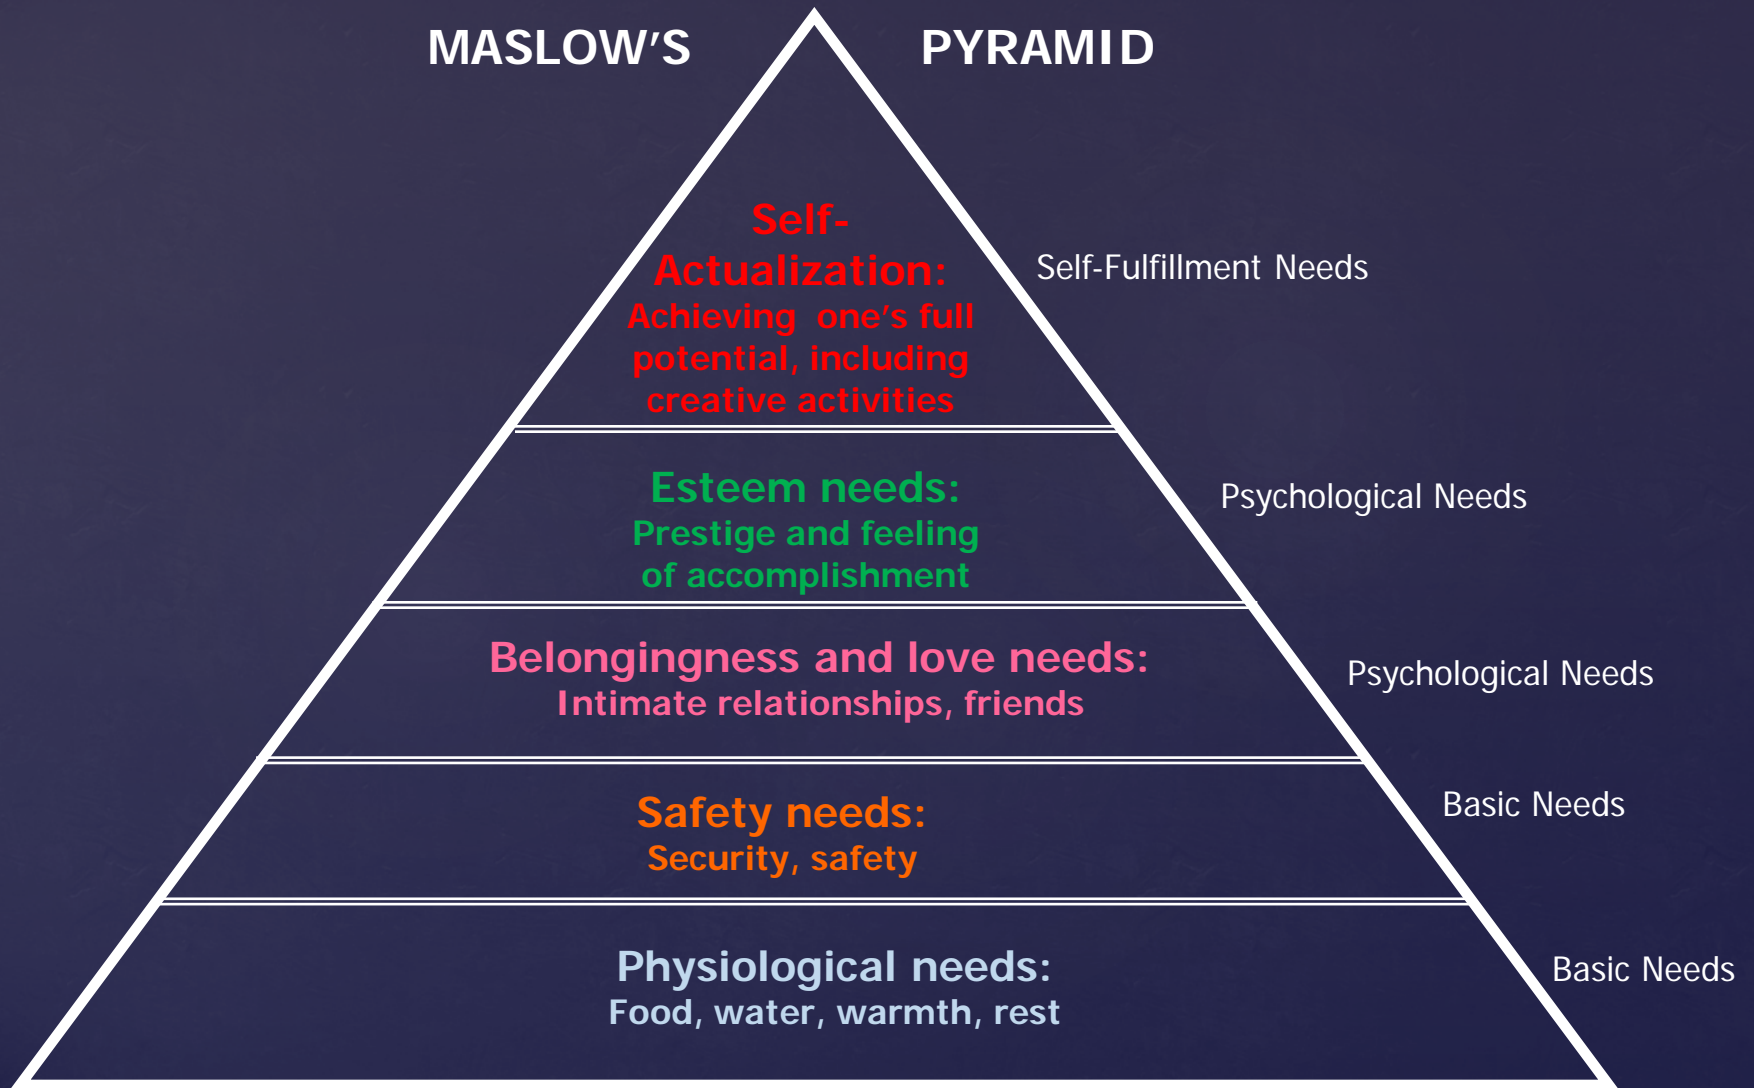 MASLOW'S PYRAMID
Self-
Actualization:
Achieving one's full
potential, including
creative activities
Self-Fulfillment Needs
Esteem needs:
Prestige and feeling
of accomplishment
Psychological Needs
Belongingness and love needs:
Intimate relationships, friends
Psychological Needs
Safety needs:
Security, safety
Basic Needs
Physiological needs:
Food, water, warmth, rest
Basic Needs